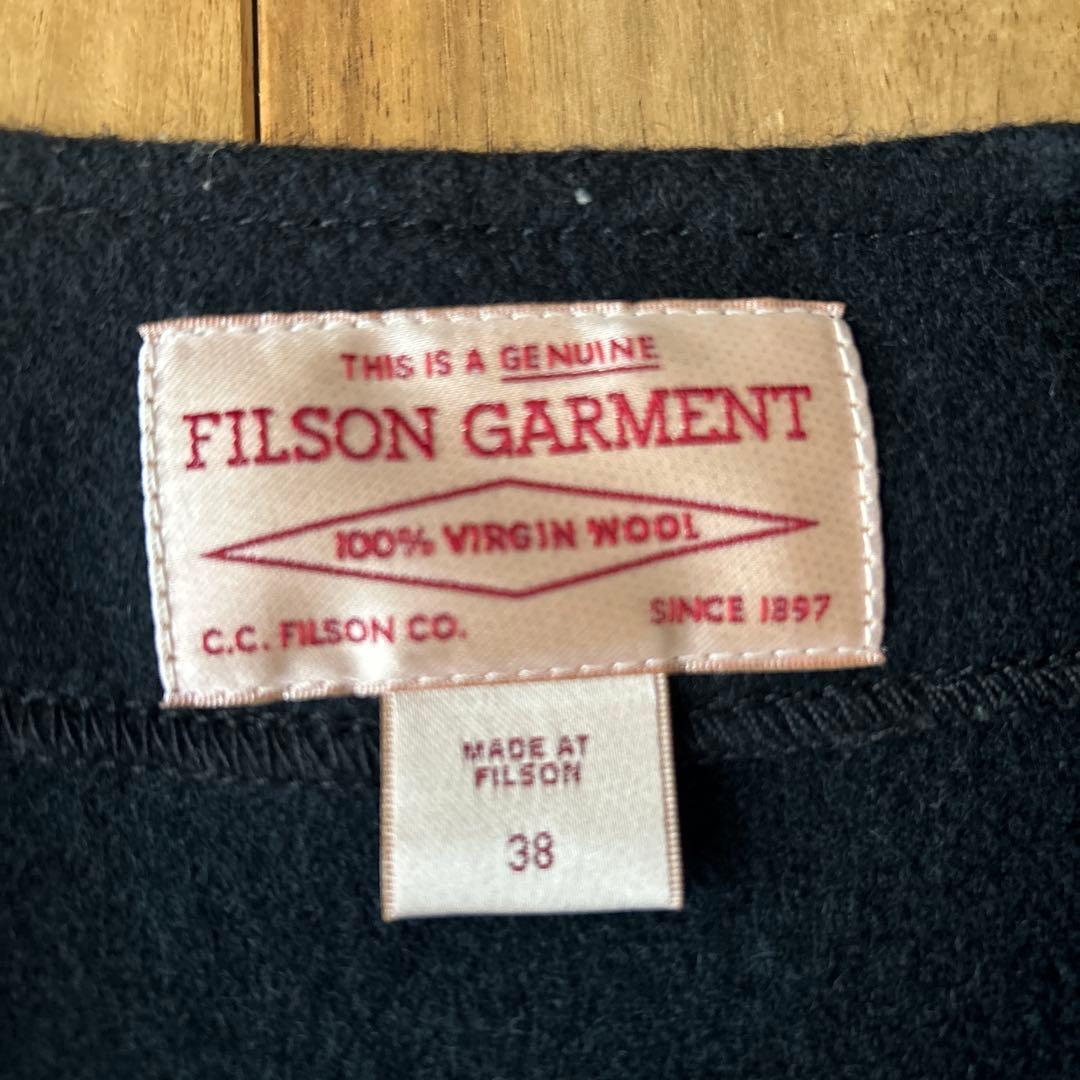 THIS IS A GENUINE
FILSON GARMENT
100% VIRGIN WOOL
C.C. FILSON CO. SINCE 1897
MADE AT
FILSON
38